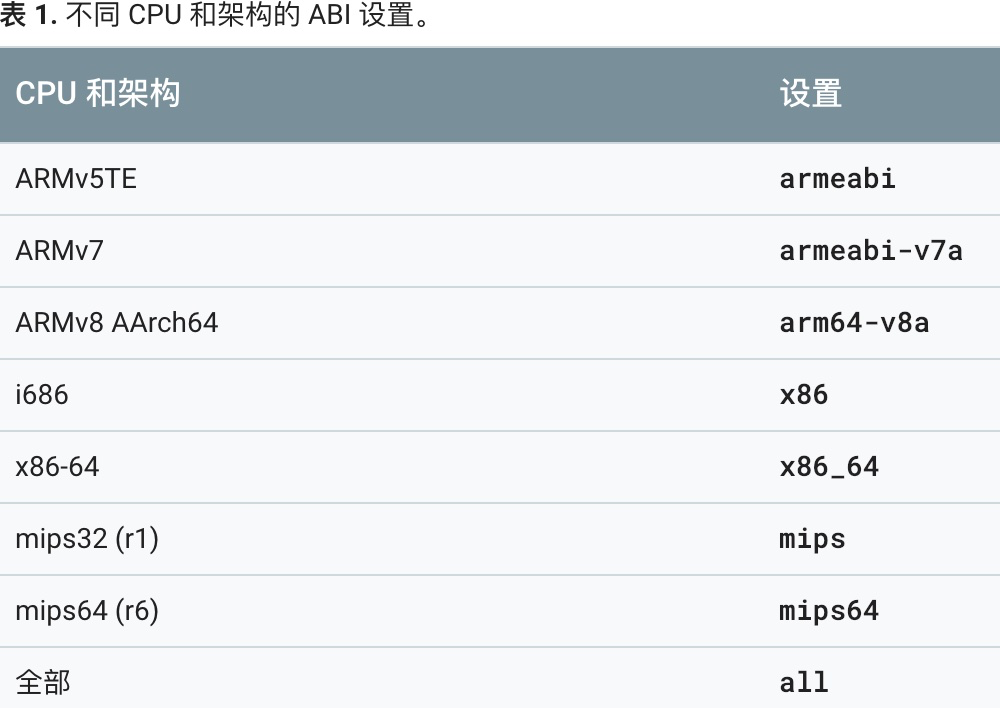 表 1. 不同 CPU 和架构的 ABI 设置。
CPU 和架构 设置
ARMv5TE armeabi
ARMv7 armeabi-v7a
ARMv8 AArch64 arm64-v8a
i686 x86
x86-64 x86_64
mips32 (r1) mips
mips64 (r6) mips64
全部 all